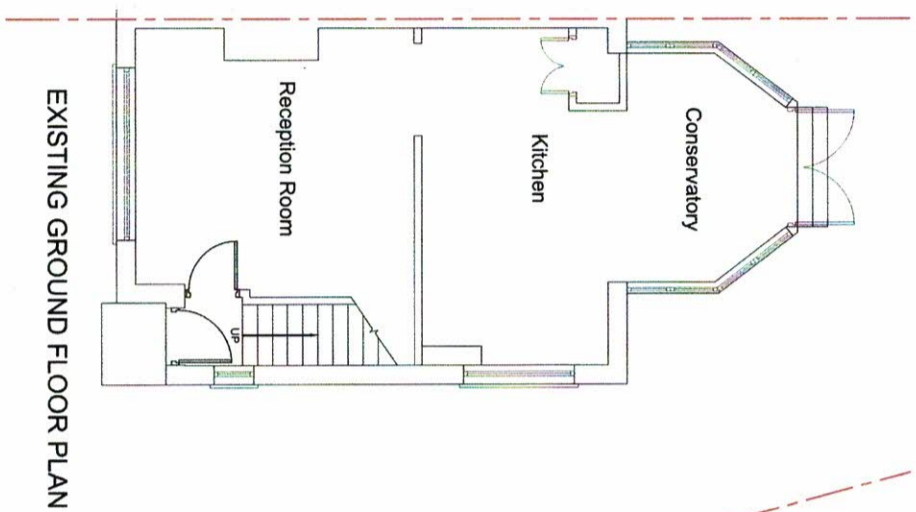 Conservatory
Kitchen
Reception Room
UP
EXISTING GROUND FLOOR PLAN